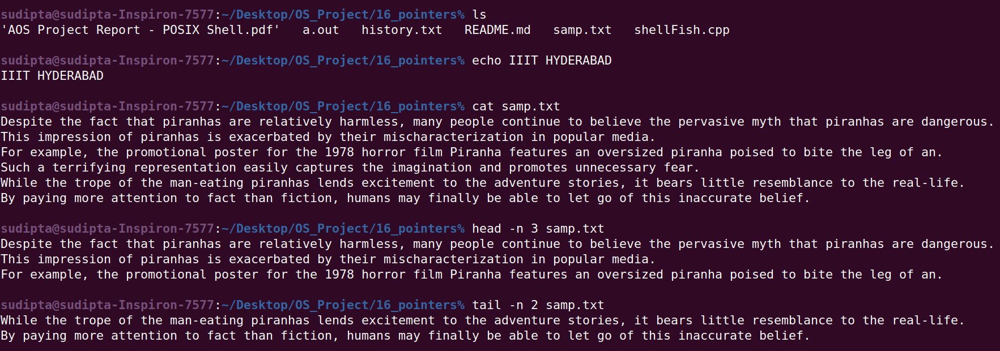 sudipta@sudipta-Inspiron-7577:~/Desktop/OS_Project/16_pointers% ls
'AOS Project Report - POSIX Shell.pdf'   a.out   history.txt   README.md   samp.txt   shellFish.cpp
sudipta@sudipta-Inspiron-7577:~/Desktop/OS_Project/16_pointers% echo IIIT HYDERABAD
IIIT HYDERABAD
sudipta@sudipta-Inspiron-7577:~/Desktop/OS_Project/16_pointers% cat samp.txt
Despite the fact that piranhas are relatively harmless, many people continue to believe the pervasive myth that piranhas are dangerous.
This impression of piranhas is exacerbated by their mischaracterization in popular media.
For example, the promotional poster for the 1978 horror film Piranha features an oversized piranha poised to bite the leg of an.
Such a terrifying representation easily captures the imagination and promotes unnecessary fear.
While the trope of the man-eating piranhas lends excitement to the adventure stories, it bears little resemblance to the real-life.
By paying more attention to fact than fiction, humans may finally be able to let go of this inaccurate belief.
sudipta@sudipta-Inspiron-7577:~/Desktop/OS_Project/16_pointers% head -n 3 samp.txt
Despite the fact that piranhas are relatively harmless, many people continue to believe the pervasive myth that piranhas are dangerous.
This impression of piranhas is exacerbated by their mischaracterization in popular media.
For example, the promotional poster for the 1978 horror film Piranha features an oversized piranha poised to bite the leg of an.
sudipta@sudipta-Inspiron-7577:~/Desktop/OS_Project/16_pointers% tail -n 2 samp.txt
While the trope of the man-eating piranhas lends excitement to the adventure stories, it bears little resemblance to the real-life.
By paying more attention to fact than fiction, humans may finally be able to let go of this inaccurate belief.